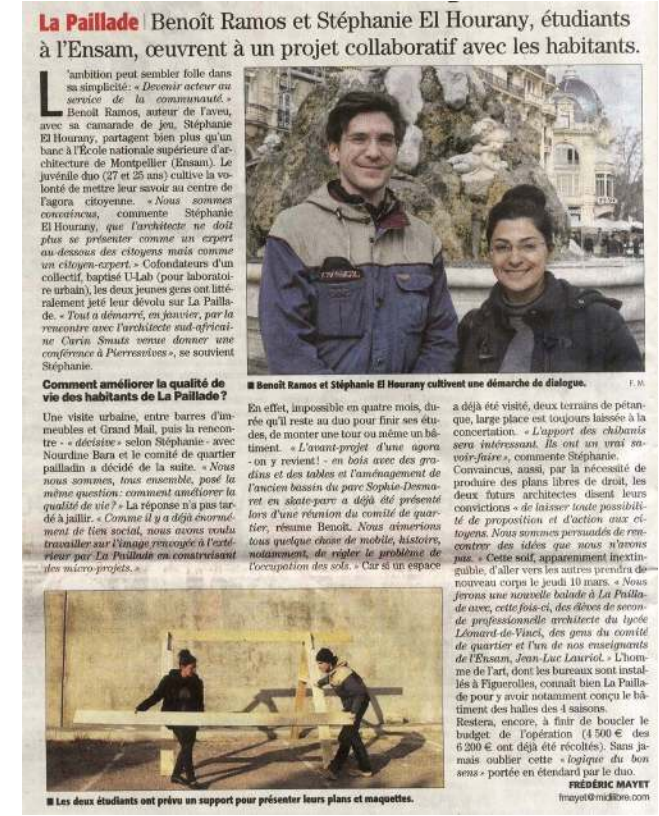 La Paillade | Benoît Ramos et Stéphanie El Hourany, étudiants
à l'Ensam, œuvrent à un projet collaboratif avec les habitants.
L'ambition peut sembler folle dans
sa simplicité : « Devenir acteur au
service de la communauté. »
Benoît Ramos, auteur de l'aveu,
avec sa camarade de jeu, Stéphanie
El Hourany, partagent bien plus qu'un
banc à l'École nationale supérieure d'ar-
chitecture de Montpellier (Ensam). Le
juvénile duo (27 et 25 ans) cultive la vo-
lonté de mettre leur savoir au centre de
l'agora citoyenne. « Nous sommes
convaincus, commente Stéphanie
El Hourany, que l'architecte ne doit
plus se présenter comme un expert
au-dessous des citoyens mais comme
un citoyen-expert. » Cofondateurs d'un
collectif, baptisé U-Lab (pour laboratoi-
re urbain), les deux jeunes gens ont litté-
ralement jeté leur dévolu sur La Pailla-
de. « Tout a démarré, en janvier, par la
rencontre avec l'architecte sud-africai-
ne Carin Smuts venue donner une
conférence à Pierresvives », se souvient
Stéphanie.
Comment améliorer la qualité de
vie des habitants de La Paillade ?
Une visite urbaine, entre barres d'im-
meubles et Grand Mail, puis la rencon-
tre - « décisive » selon Stéphanie - avec
Nourdine Bara et le comité de quartier
pailladin a décidé de la suite. « Nous
nous sommes, tous ensemble, posé la
même question : comment améliorer la
qualité de vie ? » La réponse n'a pas tar-
dé à jaillir. « Comme il y a déjà énormé-
ment de lien social, nous avons voulu
travailler sur l'image renvoyée à l'exté-
rieur par La Paillade en construisant
des micro-projets. »
■ Benoît Ramos et Stéphanie El Hourany cultivent une démarche de dialogue.
F. M.
En effet, impossible en quatre mois, du-
rée qu'il reste au duo pour finir ses étu-
des, de monter une tour ou même un bâ-
timent. « L'avant-projet d'une agora
- on y revient ! - en bois avec des gra-
dins et des tables et l'aménagement de
l'ancien bassin du parc Sophie-Desma-
ret en skate-parc a déjà été présenté
lors d'une réunion du comité de quar-
tier, résume Benoît. Nous aimerions
tous quelque chose de mobile, histoire,
notamment, de régler le problème de
l'occupation des sols. » Car si un espace
a déjà été visité, deux terrains de pétan-
que, large place est toujours laissée à la
concertation. « L'apport des chibanis
sera intéressant. Ils ont un vrai sa-
voir-faire », commente Stéphanie.
Convaincus, aussi, par la nécessité de
produire des plans libres de droit, les
deux futurs architectes disent leurs
convictions « de laisser toute possibili-
té de proposition et d'action aux ci-
toyens. Nous sommes persuadés de ren-
contrer des idées que nous n'avons
pas. » Cette soif, apparemment inextin-
guible, d'aller vers les autres prendra de
nouveau corps le jeudi 10 mars. « Nous
ferons une nouvelle balade à La Pailla-
de avec, cette fois-ci, des élèves de secon-
de professionnelle architecte du lycée
Léonard-de-Vinci, des gens du comité
de quartier et l'un de nos enseignants
de l'Ensam, Jean-Luc Lauriol. » L'hom-
me de l'art, dont les bureaux sont instal-
lés à Figuerolles, connaît bien La Pailla-
de pour y avoir notamment conçu le bâ-
timent des halles des 4 saisons.
Restera, encore, à finir de boucler le
budget de l'opération (4 500 € des
6 200 € ont déjà été récoltés). Sans ja-
mais oublier cette « logique du bon
sens » portée en étendard par le duo.
FRÉDÉRIC MAYET
fmayet@midilibre.com
■ Les deux étudiants ont prévu un support pour présenter leurs plans et maquettes.